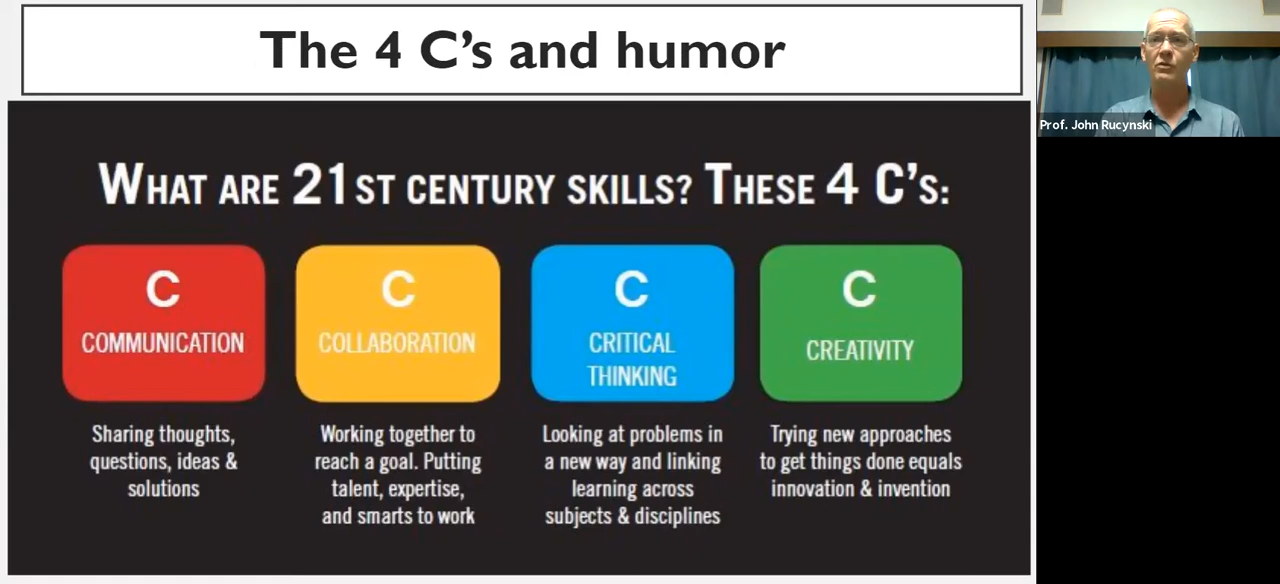 The 4 C's and humor
Prof. John Rucynski
WHAT ARE 21ST CENTURY SKILLS? THESE 4 C'S:
C
COMMUNICATION
Sharing thoughts,
questions, ideas &
solutions
C
COLLABORATION
Working together to
reach a goal. Putting
talent, expertise,
and smarts to work
C
CRITICAL
THINKING
Looking at problems in
a new way and linking
learning across
subjects & disciplines
C
CREATIVITY
Trying new approaches
to get things done equals
innovation & invention